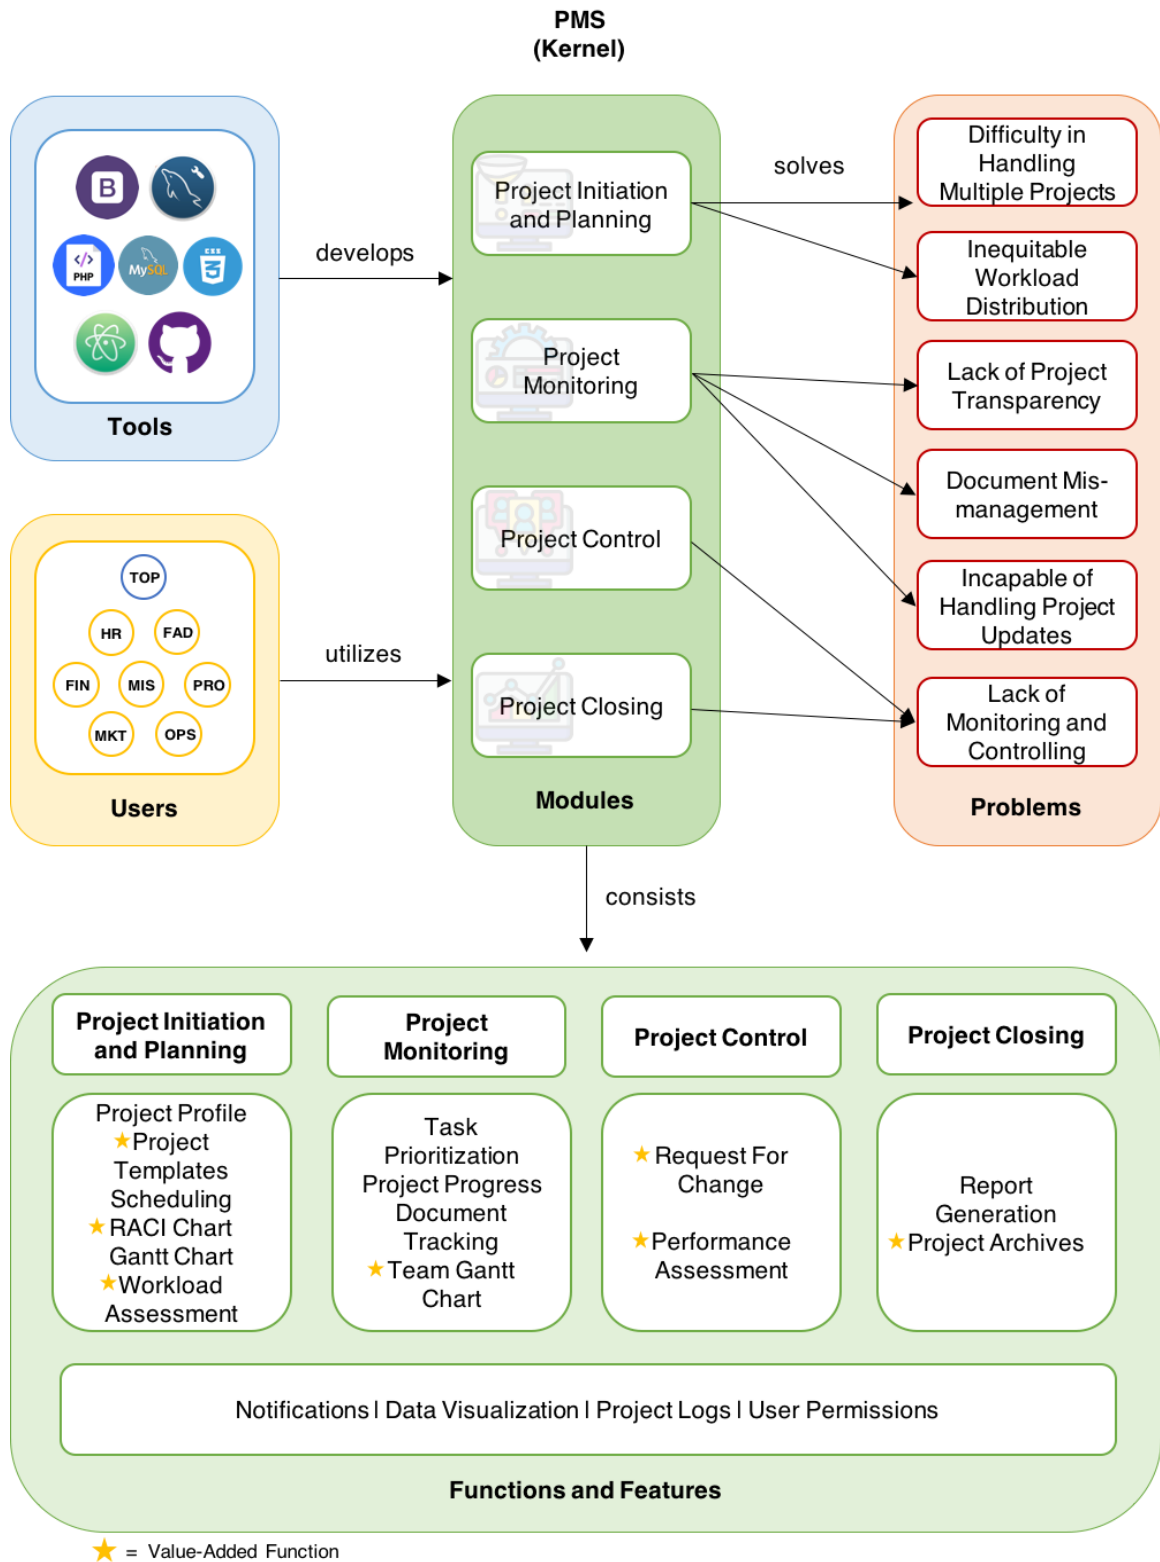 PMS
(Kernel)
B
PHP
MySQL
CSS
3
Tools
develops
TOP
HR
FAD
FIN
MIS
PRO
MKT
OPS
Users
utilizes
Project Initiation
and Planning
Project
Monitoring
Project Control
Project Closing
Modules
solves
Difficulty in
Handling
Multiple Projects
Inequitable
Workload
Distribution
Lack of Project
Transparency
Document Mis-
management
Incapable of
Handling Project
Updates
Lack of
Monitoring and
Controlling
Problems
consists
Project Initiation
and Planning
Project
Monitoring
Project Control
Project Closing
Project Profile
Project
Templates
Scheduling
RACI Chart
Gantt Chart
Workload
Assessment
Task
Prioritization
Project Progress
Document
Tracking
Team Gantt
Chart
Request For
Change
Performance
Assessment
Report
Generation
Project Archives
Notifications | Data Visualization | Project Logs | User Permissions
Functions and Features
= Value-Added Function